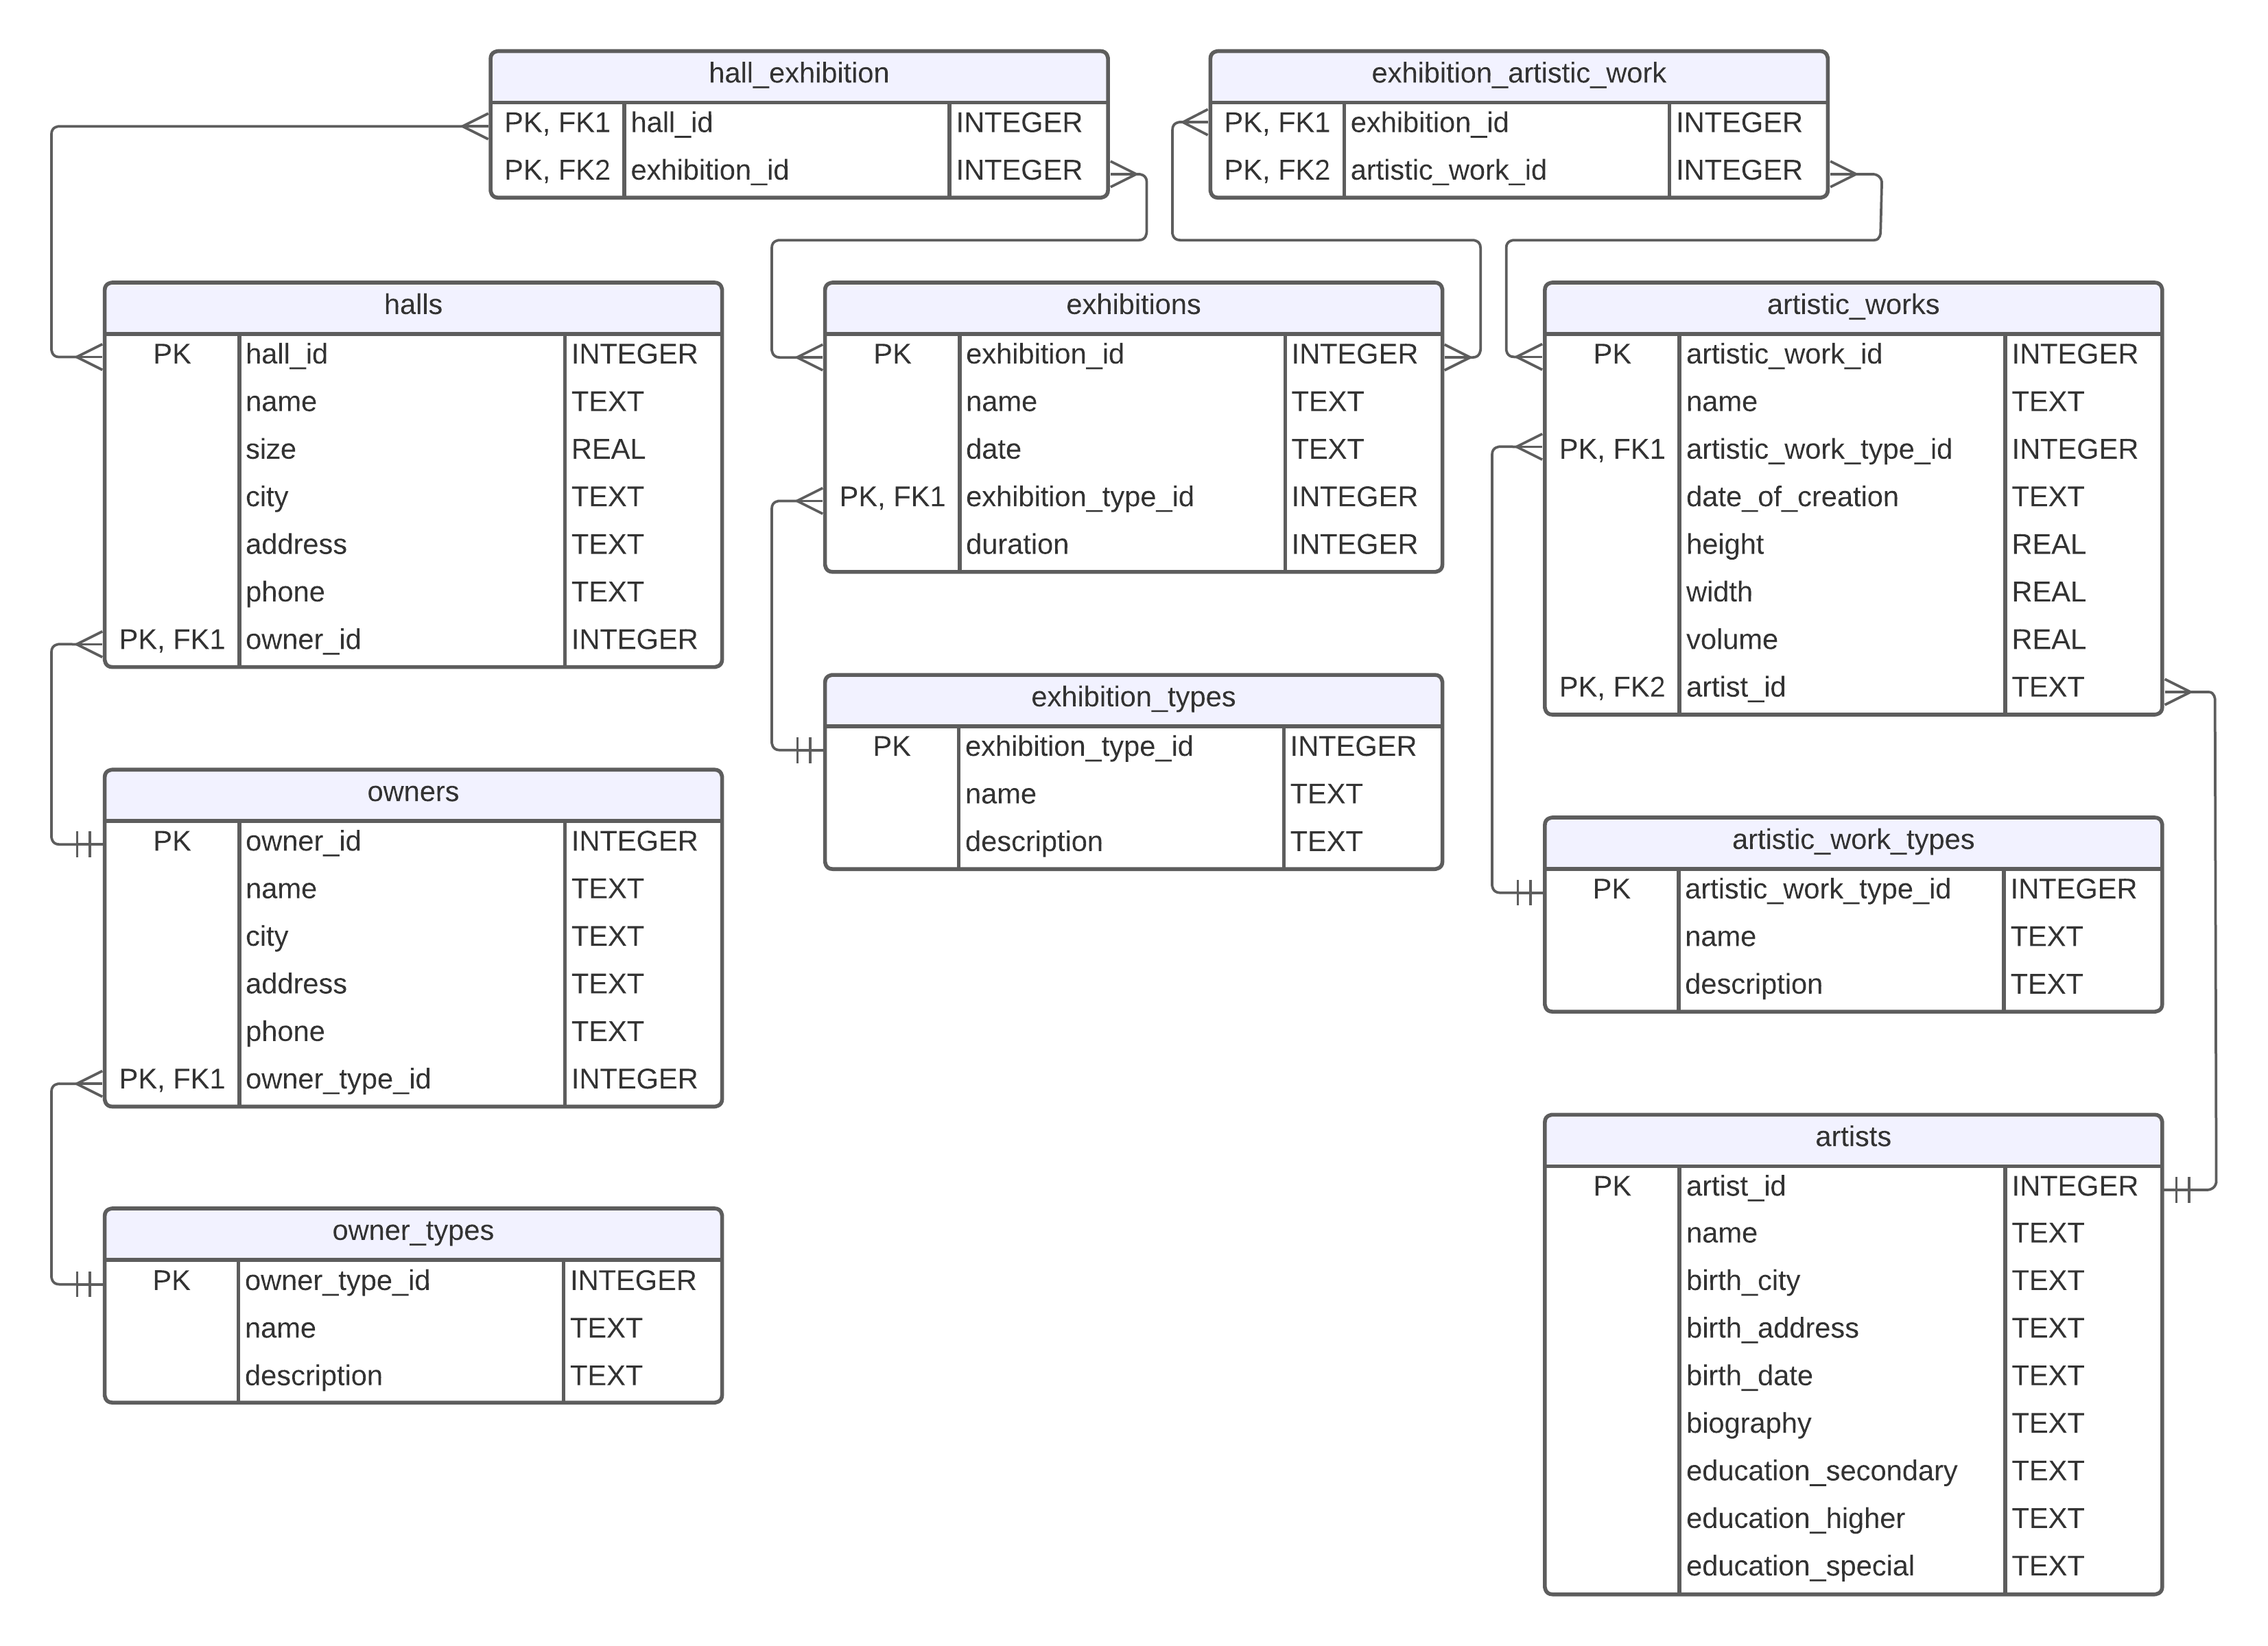 hall_exhibition
PK, FK1 hall_id INTEGER
PK, FK2 exhibition_id INTEGER
exhibition_artistic_work
PK, FK1 exhibition_id INTEGER
PK, FK2 artistic_work_id INTEGER
halls
PK hall_id INTEGER
name TEXT
size REAL
city TEXT
address TEXT
phone TEXT
PK, FK1 owner_id INTEGER
exhibitions
PK exhibition_id INTEGER
name TEXT
date TEXT
PK, FK1 exhibition_type_id INTEGER
duration INTEGER
artistic_works
PK artistic_work_id INTEGER
name TEXT
PK, FK1 artistic_work_type_id INTEGER
date_of_creation TEXT
height REAL
width REAL
volume REAL
PK, FK2 artist_id TEXT
exhibition_types
PK exhibition_type_id INTEGER
name TEXT
description TEXT
owners
PK owner_id INTEGER
name TEXT
city TEXT
address TEXT
phone TEXT
PK, FK1 owner_type_id INTEGER
artistic_work_types
PK artistic_work_type_id INTEGER
name TEXT
description TEXT
owner_types
PK owner_type_id INTEGER
name TEXT
description TEXT
artists
PK artist_id INTEGER
name TEXT
birth_city TEXT
birth_address TEXT
birth_date TEXT
biography TEXT
education_secondary TEXT
education_higher TEXT
education_special TEXT